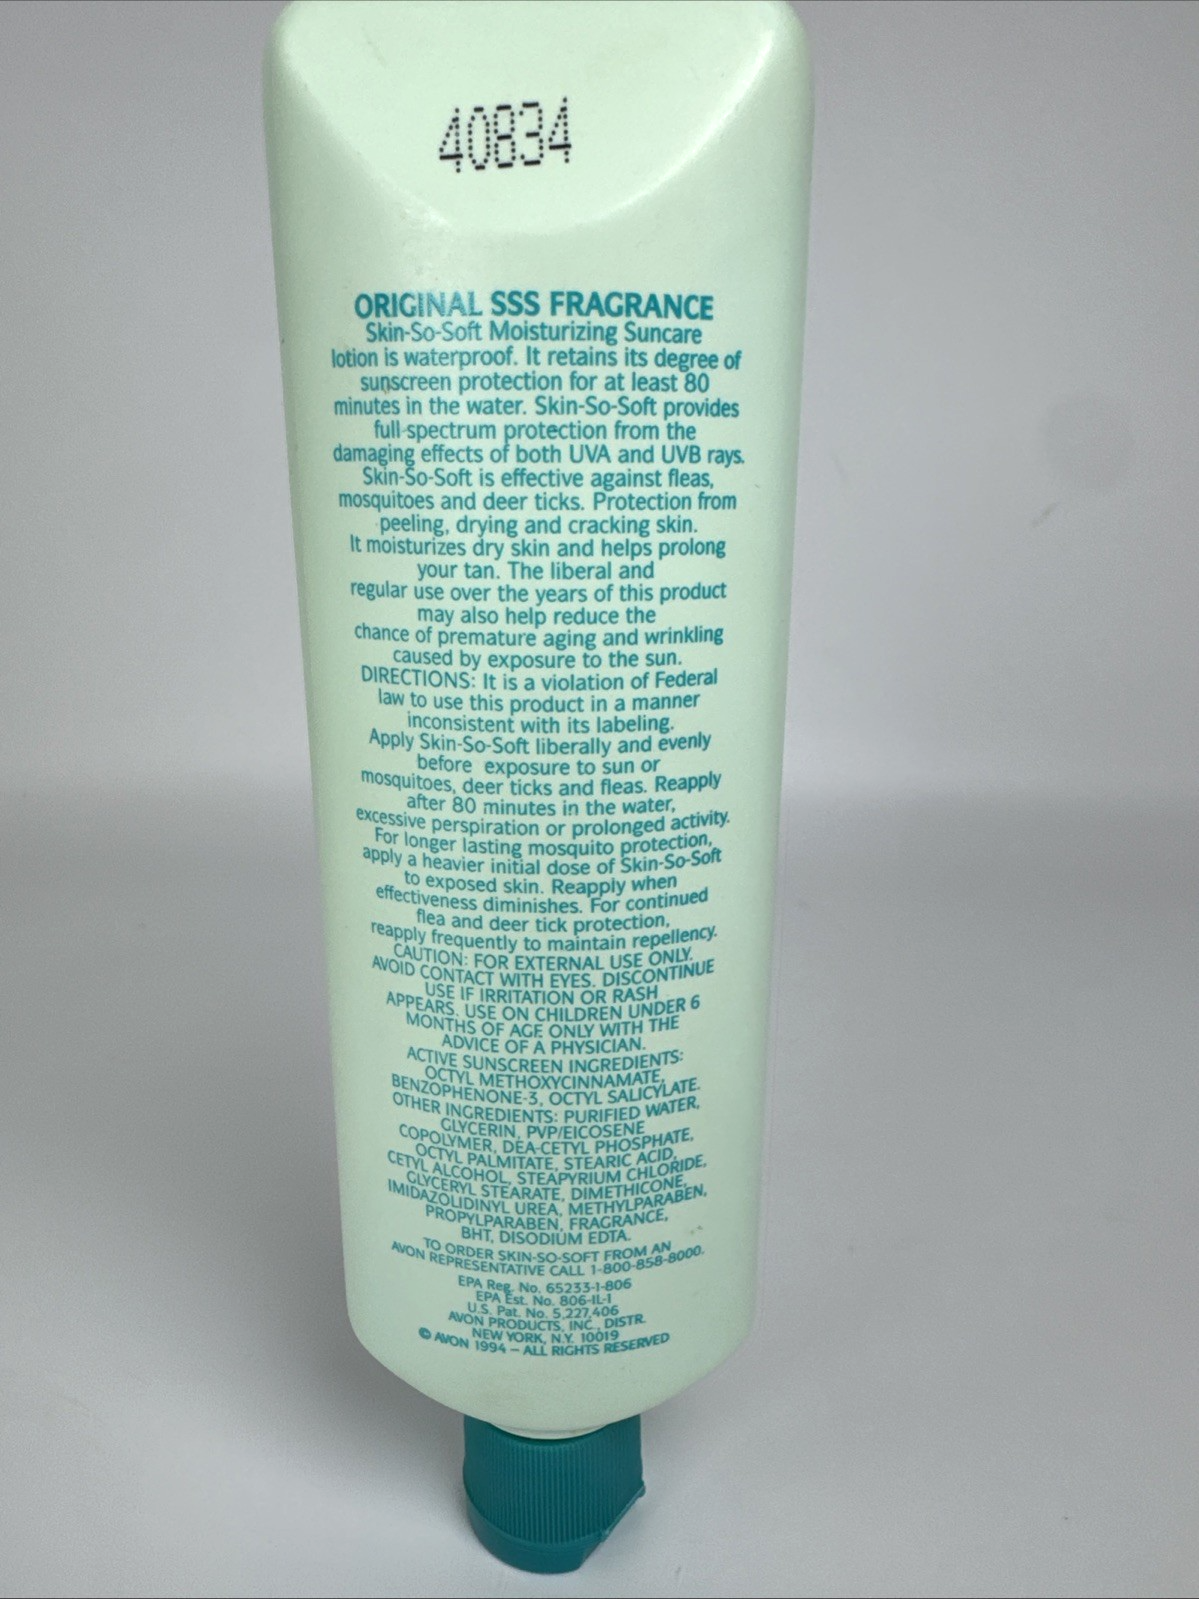 40834
ORIGINAL SSS FRAGRANCE
Skin-So-Soft Moisturizing Suncare
lotion is waterproof. It retains its degree of
sunscreen protection for at least 80
minutes in the water. Skin-So-Soft provides
full-spectrum protection from the
damaging effects of both UVA and UVB rays.
Skin-So-Soft is effective against fleas,
mosquitoes and deer ticks. Protection from
peeling, drying and cracking skin.
It moisturizes dry skin and helps prolong
your tan. The liberal and
regular use over the years of this product
may also help reduce the
chance of premature aging and wrinkling
caused by exposure to the sun.
DIRECTIONS: It is a violation of Federal
law to use this product in a manner
inconsistent with its labeling.
Apply Skin-So-Soft liberally and evenly
before exposure to sun or
mosquitoes, deer ticks and fleas. Reapply
after 80 minutes in the water,
excessive perspiration or prolonged activity.
For longer lasting mosquito protection,
apply a heavier initial dose of Skin-So-Soft
to exposed skin. Reapply when
effectiveness diminishes. For continued
flea and deer tick protection,
reapply frequently to maintain repellency.
CAUTION: FOR EXTERNAL USE ONLY.
AVOID CONTACT WITH EYES. DISCONTINUE
USE IF IRRITATION OR RASH
APPEARS. USE ON CHILDREN UNDER 6
MONTHS OF AGE ONLY WITH THE
ADVICE OF A PHYSICIAN.
ACTIVE SUNSCREEN INGREDIENTS:
OCTYL METHOXYCINNAMATE,
BENZOPHENONE-3, OCTYL SALICYLATE.
OTHER INGREDIENTS: PURIFIED WATER,
GLYCERIN, PVP/EICOSENE
COPOLYMER, DEA-CETYL PHOSPHATE,
OCTYL PALMITATE, STEARIC ACID,
CETYL ALCOHOL, STEAPYRIUM CHLORIDE,
GLYCERYL STEARATE, DIMETHICONE,
IMIDAZOLIDINYL UREA, METHYLPARABEN,
PROPYLPARABEN, FRAGRANCE,
BHT, DISODIUM EDTA.
TO ORDER SKIN-SO-SOFT FROM AN
AVON REPRESENTATIVE CALL 1-800-858-8000.
EPA Reg. No. 65233-1-806
EPA Est. No. 806-IL-1
U.S. Pat. No. 5,227,406
AVON PRODUCTS, INC., DISTR.
NEW YORK, N.Y. 10019
© AVON 1994 – ALL RIGHTS RESERVED